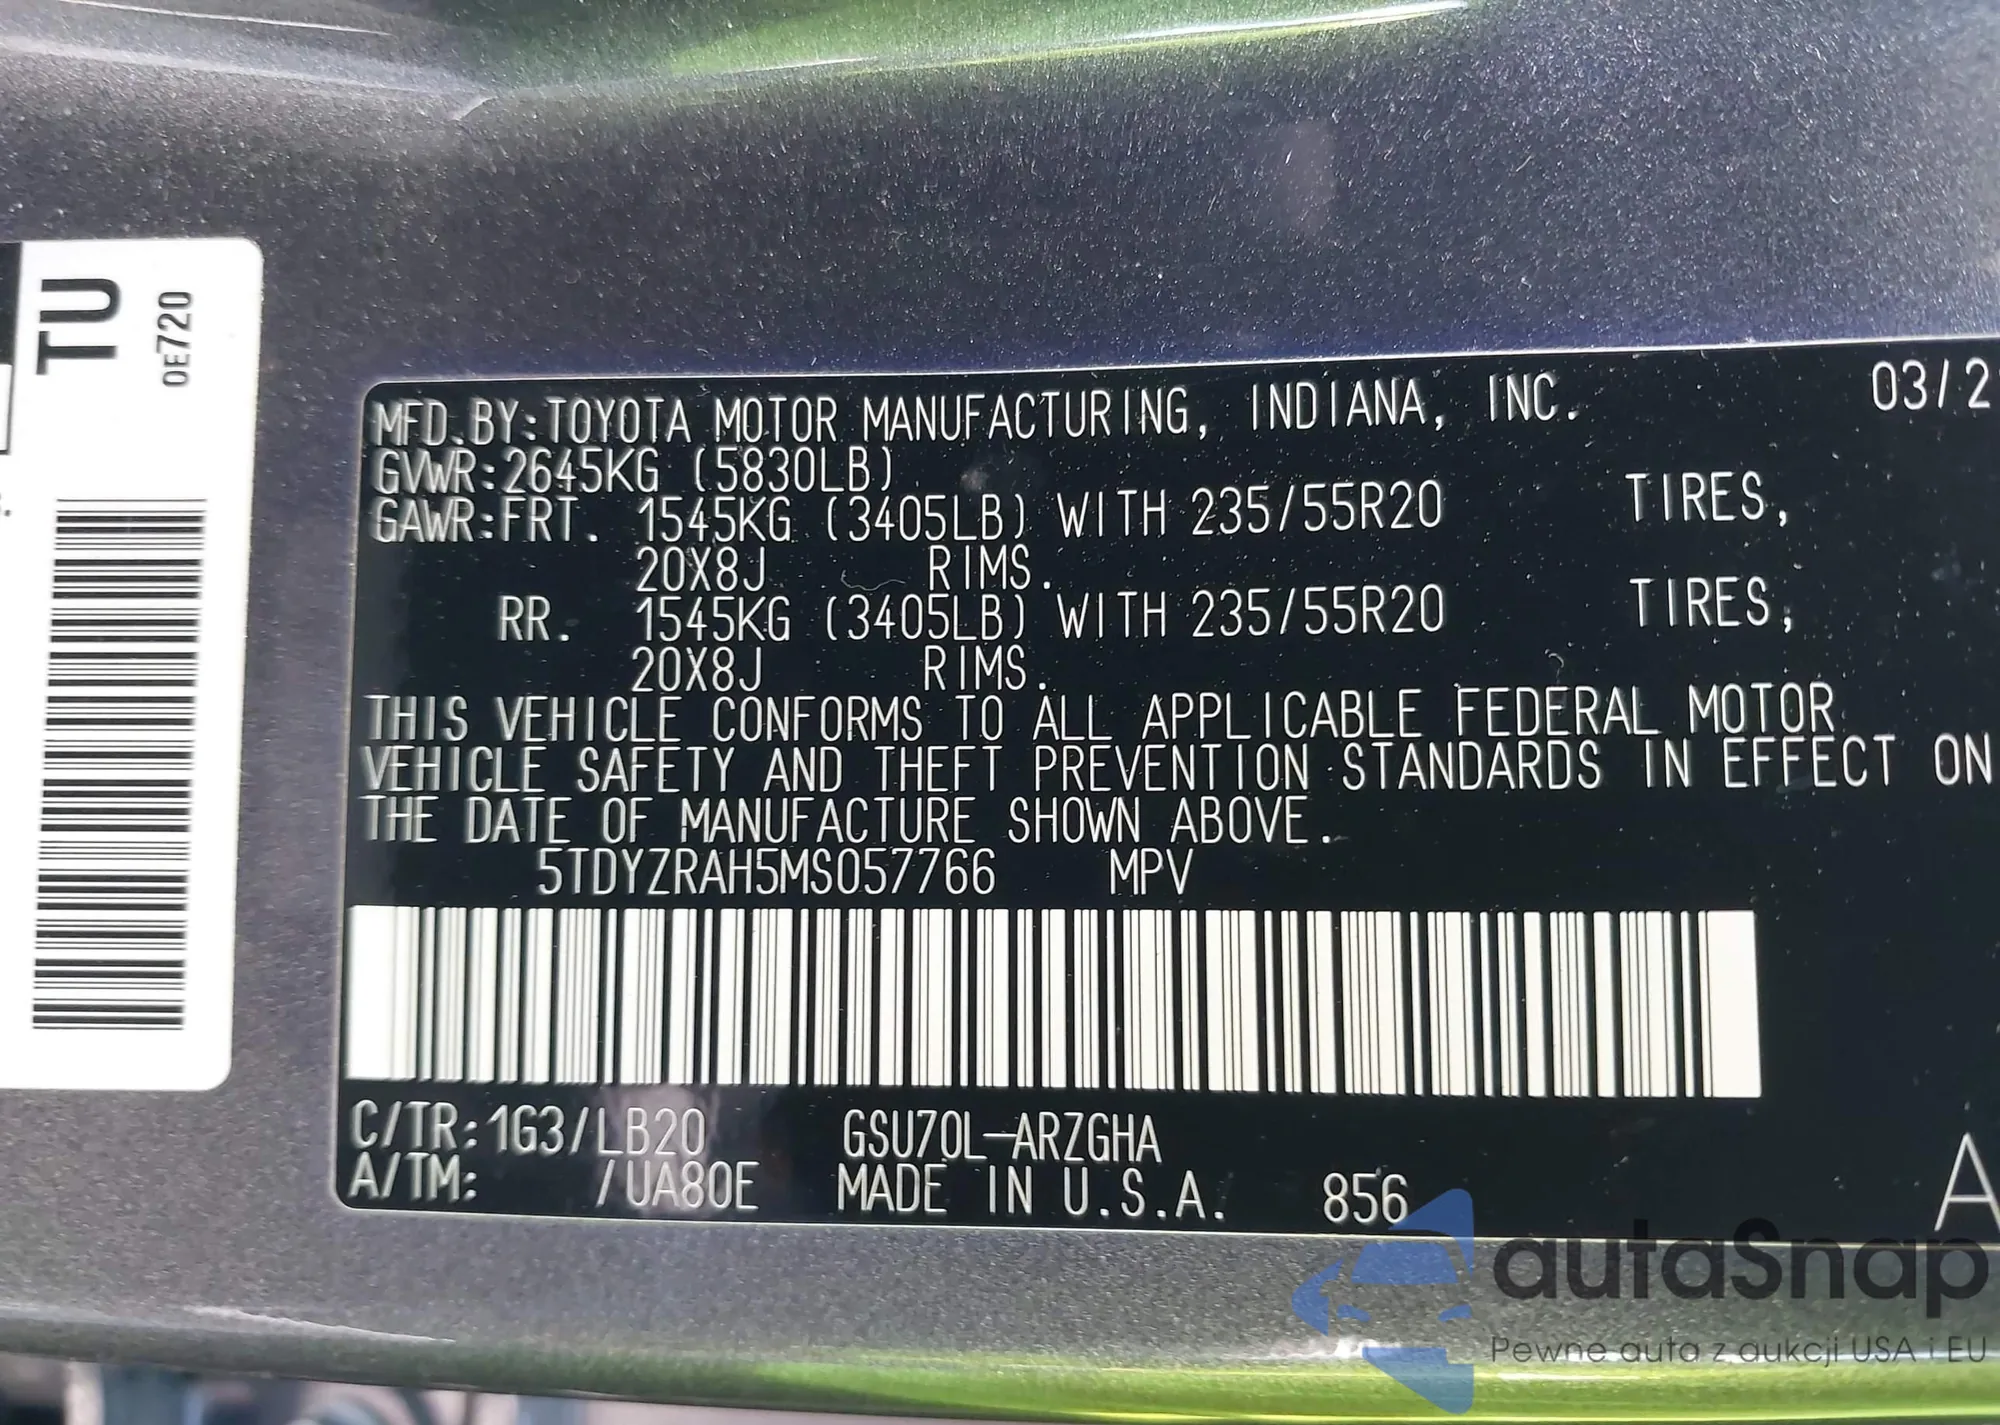 TU
0E720
MFD.BY:TOYOTA MOTOR MANUFACTURING, INDIANA, INC. 03/2
GVWR:2645KG (5830LB)
GAWR:FRT. 1545KG (3405LB) WITH 235/55R20 TIRES,
20X8J RIMS.
RR. 1545KG (3405LB) WITH 235/55R20 TIRES,
20X8J RIMS.
THIS VEHICLE CONFORMS TO ALL APPLICABLE FEDERAL MOTOR
VEHICLE SAFETY AND THEFT PREVENTION STANDARDS IN EFFECT ON
THE DATE OF MANUFACTURE SHOWN ABOVE.
5TDYZRAH5MS057766 MPV
C/TR:1G3/LB20 GSU70L-ARZGHA
A/TM: /UA80E MADE IN U.S.A. 856 A
autaSnap
Pewne auta z aukcji USA i EU